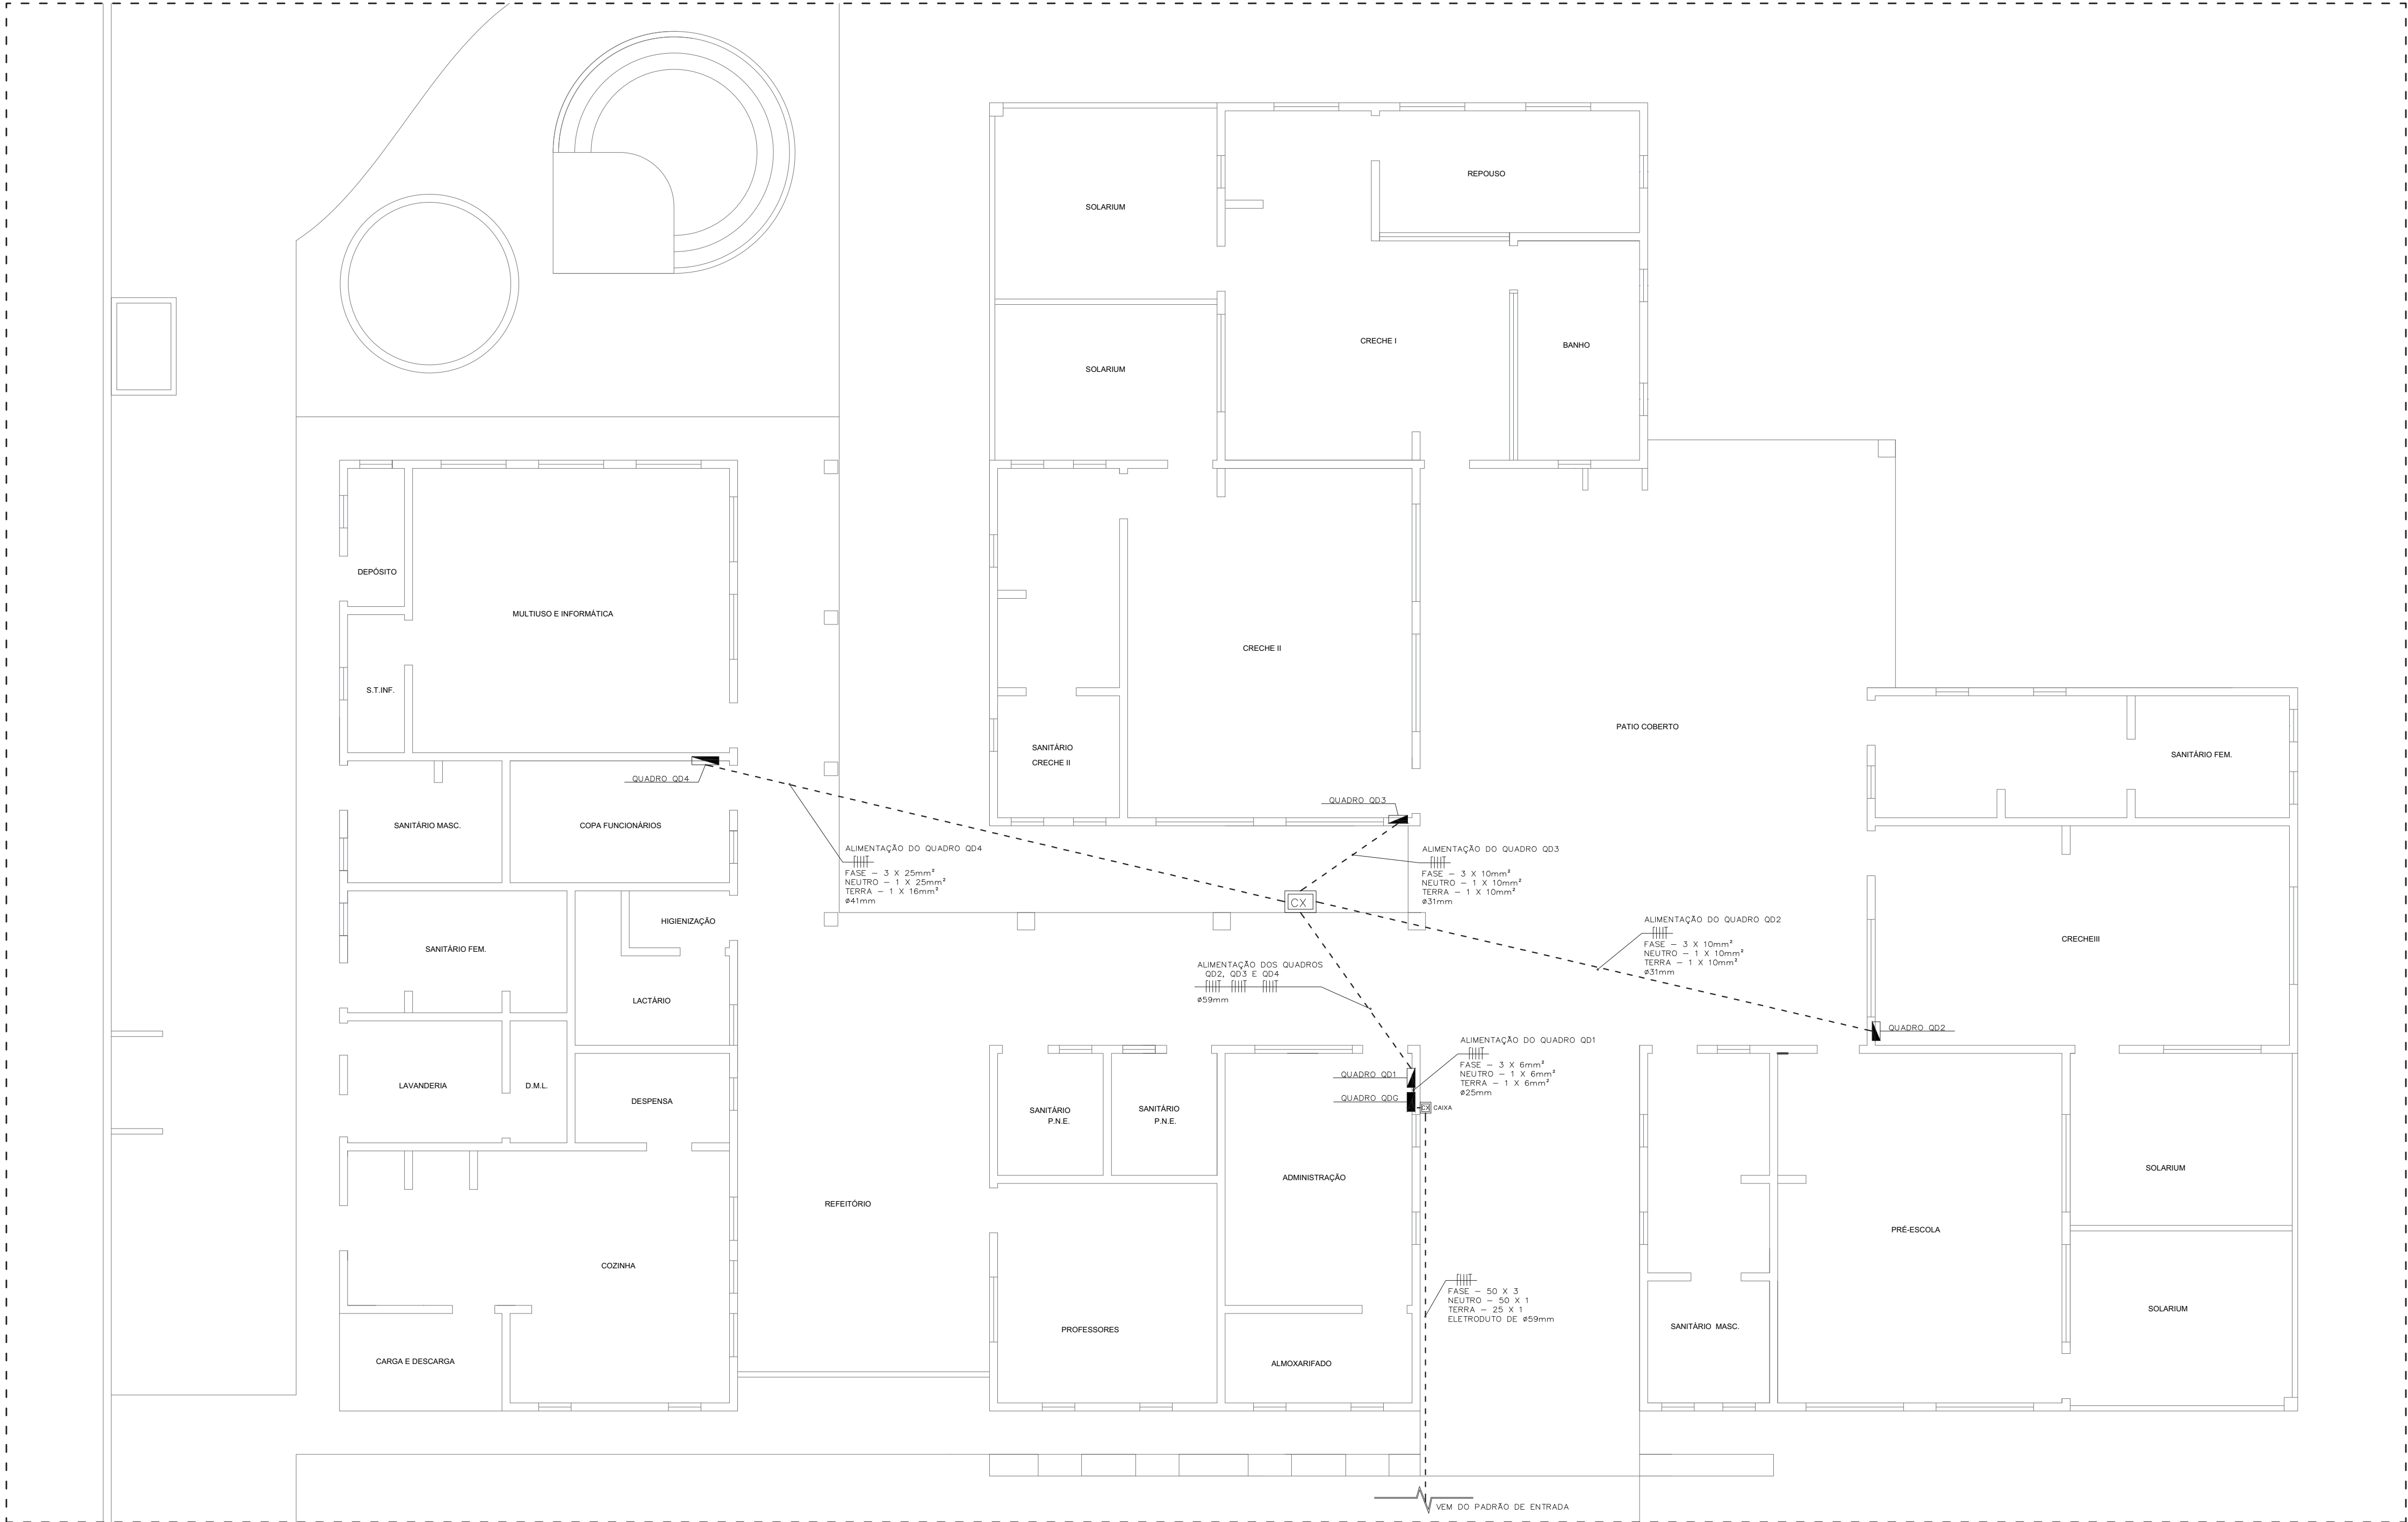 REPOUSO
SOLARIUM
CRECHE I
BANHO
SOLARIUM
DEPÓSITO
MULTIUSO E INFORMÁTICA
CRECHE II
S.T.INF.
PATIO COBERTO
SANITÁRIO
CRECHE II
SANITÁRIO FEM.
QUADRO QD4
QUADRO QD3
SANITÁRIO MASC.
COPA FUNCIONÁRIOS
ALIMENTAÇÃO DO QUADRO QD4
FASE – 3 X 25mm²
NEUTRO – 1 X 25mm²
TERRA – 1 X 16mm²
ø41mm
ALIMENTAÇÃO DO QUADRO QD3
FASE – 3 X 10mm²
NEUTRO – 1 X 10mm²
TERRA – 1 X 10mm²
ø31mm
CX
HIGIENIZAÇÃO
ALIMENTAÇÃO DO QUADRO QD2
FASE – 3 X 10mm²
NEUTRO – 1 X 10mm²
TERRA – 1 X 10mm²
ø31mm
CRECHEIII
SANITÁRIO FEM.
ALIMENTAÇÃO DOS QUADROS
QD2, QD3 E QD4
ø59mm
LACTÁRIO
QUADRO QD2
ALIMENTAÇÃO DO QUADRO QD1
FASE – 3 X 6mm²
NEUTRO – 1 X 6mm²
TERRA – 1 X 6mm²
ø25mm
QUADRO QD1
QUADRO QDG
CX CAIXA
LAVANDERIA
D.M.L.
DESPENSA
SANITÁRIO
P.N.E.
SANITÁRIO
P.N.E.
SOLARIUM
ADMINISTRAÇÃO
REFEITÓRIO
PRÉ-ESCOLA
COZINHA
FASE – 50 X 3
NEUTRO – 50 X 1
TERRA – 25 X 1
ELETRODUTO DE ø59mm
SOLARIUM
PROFESSORES
SANITÁRIO MASC.
CARGA E DESCARGA
ALMOXARIFADO
VEM DO PADRÃO DE ENTRADA